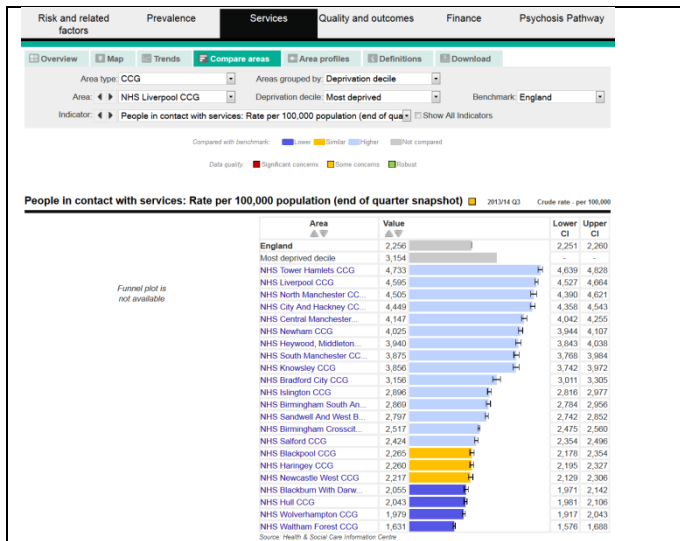 Risk and related factors Prevalence Services Quality and outcomes Finance Psychosis Pathway
Overview Map Trends Compare areas Area profiles Definitions Download
Area type: CCG Areas grouped by: Deprivation decile
Area: NHS Liverpool CCG Deprivation decile: Most deprived Benchmark: England
Indicator: People in contact with services: Rate per 100,000 population (end of qua Show All Indicators
Compared with benchmark: Lower Similar Higher Not compared
Data quality: Significant concerns Some concerns Robust
People in contact with services: Rate per 100,000 population (end of quarter snapshot) 2013/14 Q3 Crude rate - per 100,000
Funnel plot is
not available
Area Value Lower CI Upper CI
England 2,256 2,251 2,260
Most deprived decile 3,154 - -
NHS Tower Hamlets CCG 4,733 4,639 4,828
NHS Liverpool CCG 4,595 4,527 4,664
NHS North Manchester CC... 4,505 4,390 4,621
NHS City And Hackney CCG 4,449 4,358 4,543
NHS Central Manchester... 4,147 4,042 4,255
NHS Newham CCG 4,025 3,944 4,107
NHS Heywood, Middleton... 3,940 3,843 4,038
NHS South Manchester CC... 3,875 3,768 3,984
NHS Knowsley CCG 3,856 3,742 3,972
NHS Bradford City CCG 3,156 3,011 3,305
NHS Islington CCG 2,896 2,816 2,977
NHS Birmingham South An... 2,869 2,784 2,956
NHS Sandwell And West B... 2,797 2,742 2,852
NHS Birmingham Crosscit... 2,517 2,475 2,560
NHS Salford CCG 2,424 2,354 2,496
NHS Blackpool CCG 2,265 2,178 2,354
NHS Haringey CCG 2,260 2,195 2,327
NHS Newcastle West CCG 2,217 2,129 2,306
NHS Blackburn With Darw... 2,055 1,971 2,142
NHS Hull CCG 2,043 1,981 2,106
NHS Wolverhampton CCG 1,979 1,917 2,043
NHS Waltham Forest CCG 1,631 1,576 1,688
Source: Health & Social Care Information Centre